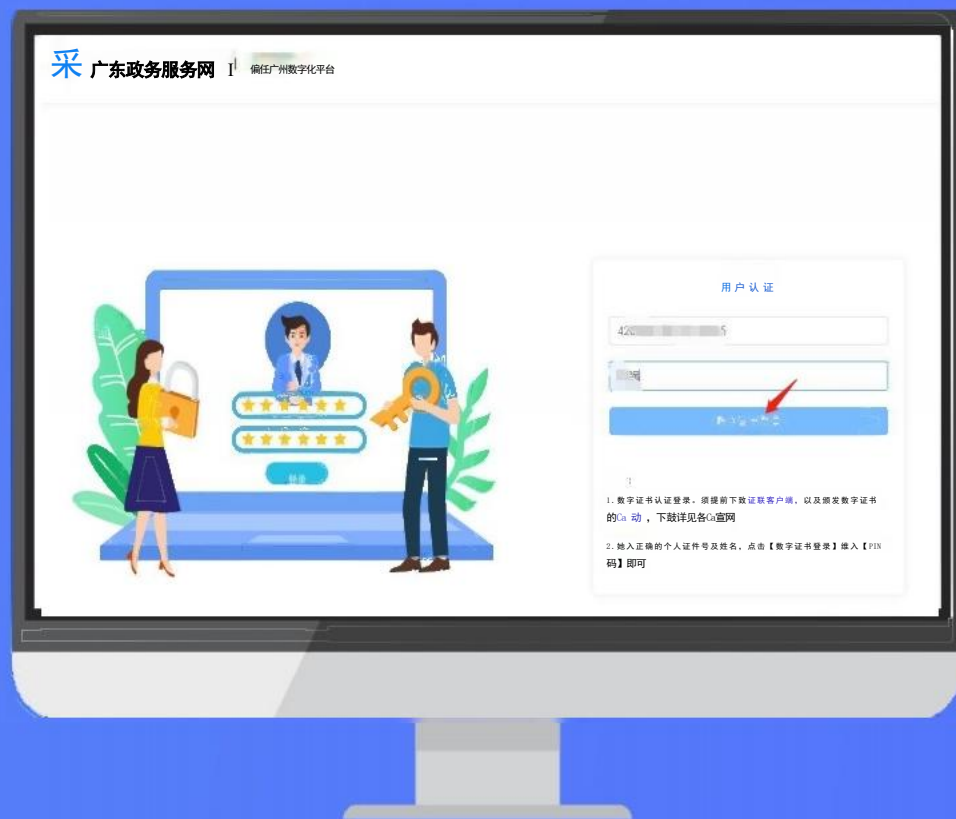 采 广东政务服务网 I 偏任广州数字化平台
用户认证
1.数字证书认证登录。须提前下致证联客户端，以及颁发数字证书
的Ca 动 ，下鼓详见各Ca宣网
2.她入正确的个人证件号及姓名，点击【数字证书登录】维入【PIN
码】即可